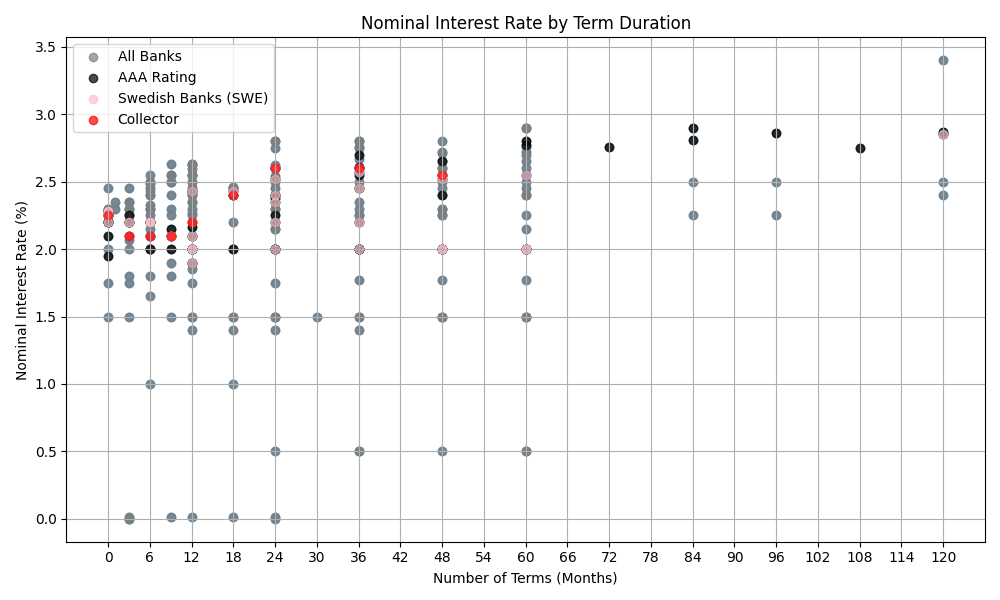 Nominal Interest Rate by Term Duration
All Banks
AAA Rating
Swedish Banks (SWE)
Collector
Nominal Interest Rate (%)
3.5
3.0
2.5
2.0
1.5
1.0
0.5
0.0
0 6 12 18 24 30 36 42 48 54 60 66 72 78 84 90 96 102 108 114 120
Number of Terms (Months)